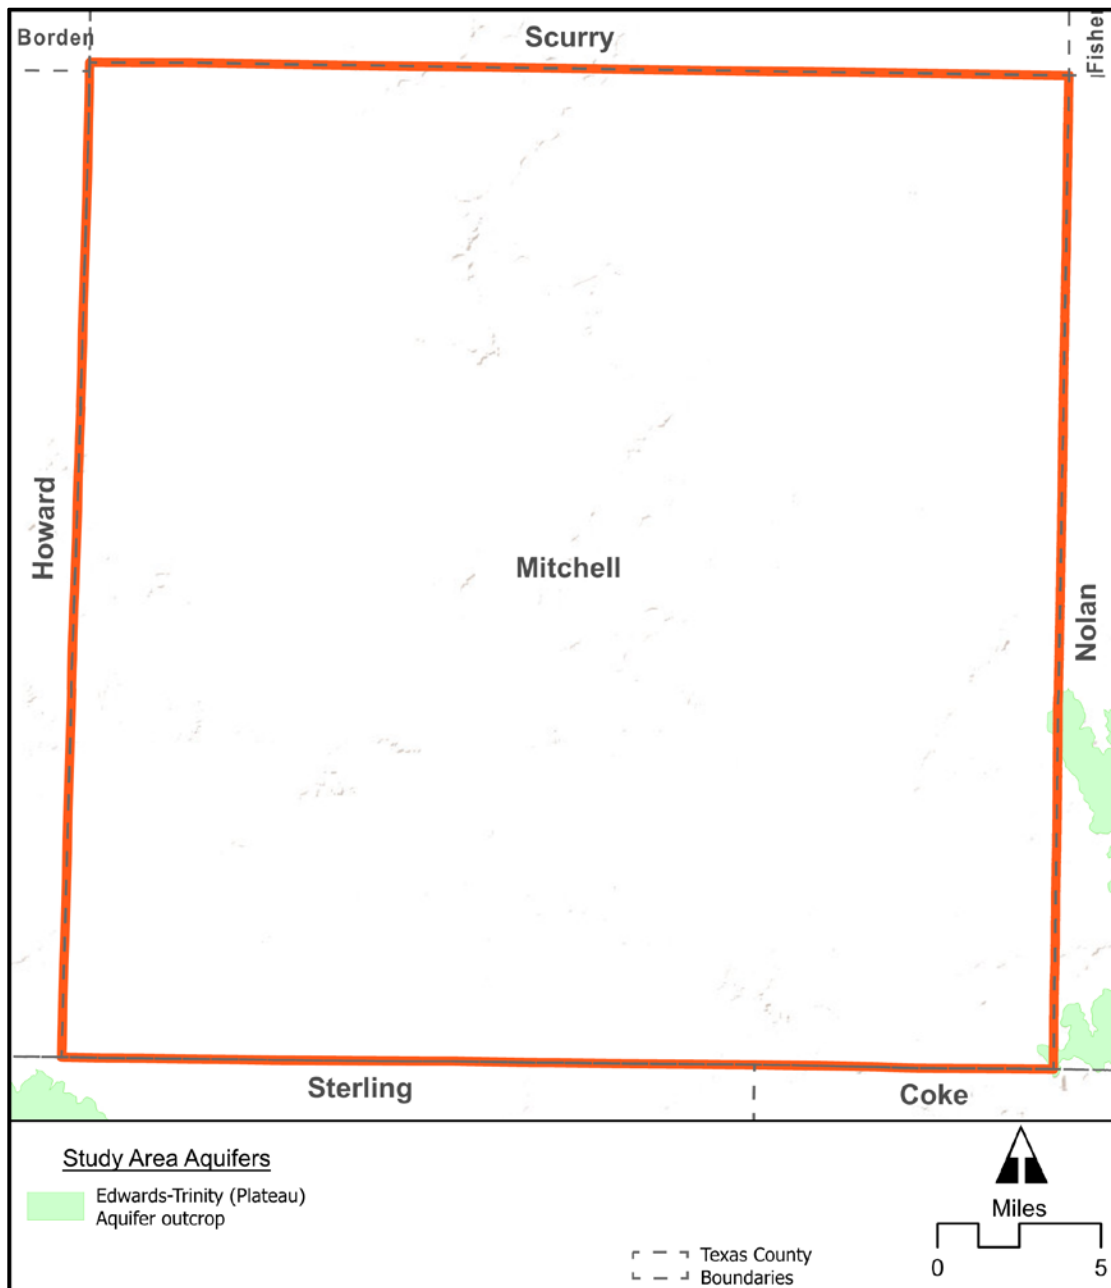 Borden
Scurry
Fisher
Howard
Mitchell
Nolan
Sterling
Coke
Study Area Aquifers
Edwards-Trinity (Plateau)
Aquifer outcrop
Miles
0 5
Texas County
Boundaries